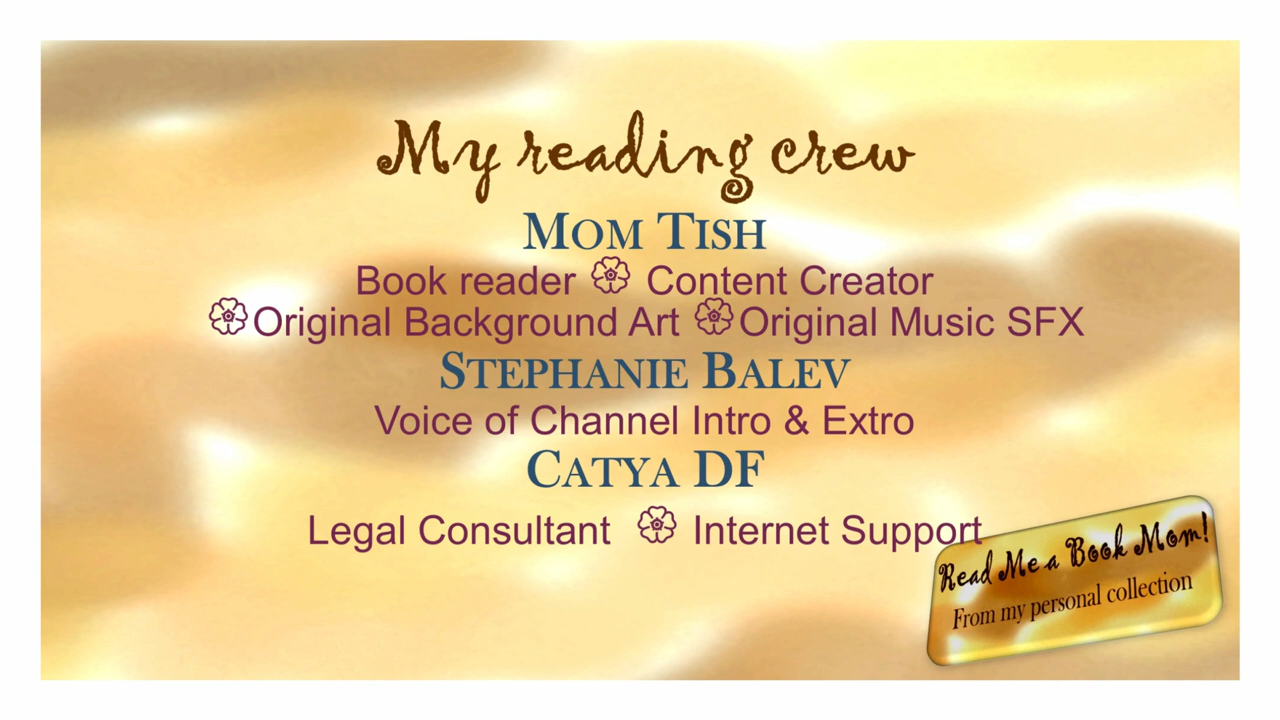 My reading crew
Mom Tish
Book reader ❀ Content Creator
❀Original Background Art ❀Original Music SFX
Stephanie Balev
Voice of Channel Intro & Extro
Catya DF
Legal Consultant ❀ Internet Support
Read Me a Book Mom!
From my personal collection